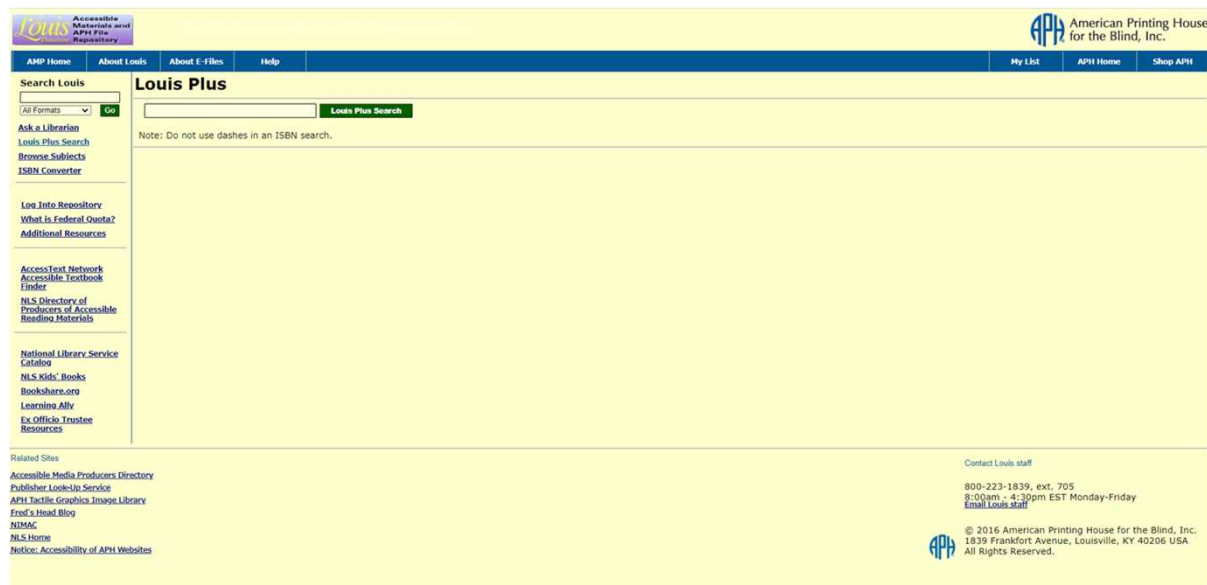 Louis Accessible
Materials and
APH File
Database Repository
APH American Printing House
for the Blind, Inc.
AMP Home About Louis About E-Files Help My List APH Home Shop APH
Search Louis
All Formats Go
Ask a Librarian
Louis Plus Search
Browse Subjects
ISBN Converter
Log Into Repository
What is Federal Quota?
Additional Resources
AccessText Network
Accessible Textbook
Finder
NLS Directory of
Producers of Accessible
Reading Materials
National Library Service
Catalog
NLS Kids' Books
Bookshare.org
Learning Ally
Ex Officio Trustee
Resources
Louis Plus
Louis Plus Search
Note: Do not use dashes in an ISBN search.
Related Sites
Accessible Media Producers Directory
Publisher Look-Up Service
APH Tactile Graphics Image Library
Fred's Head Blog
NIMAC
NLS Home
Notice: Accessibility of APH Websites
Contact Louis staff
800-223-1839, ext. 705
8:00am - 4:30pm EST Monday-Friday
Email Louis staff
APH © 2016 American Printing House for the Blind, Inc.
1839 Frankfort Avenue, Louisville, KY 40206 USA
All Rights Reserved.